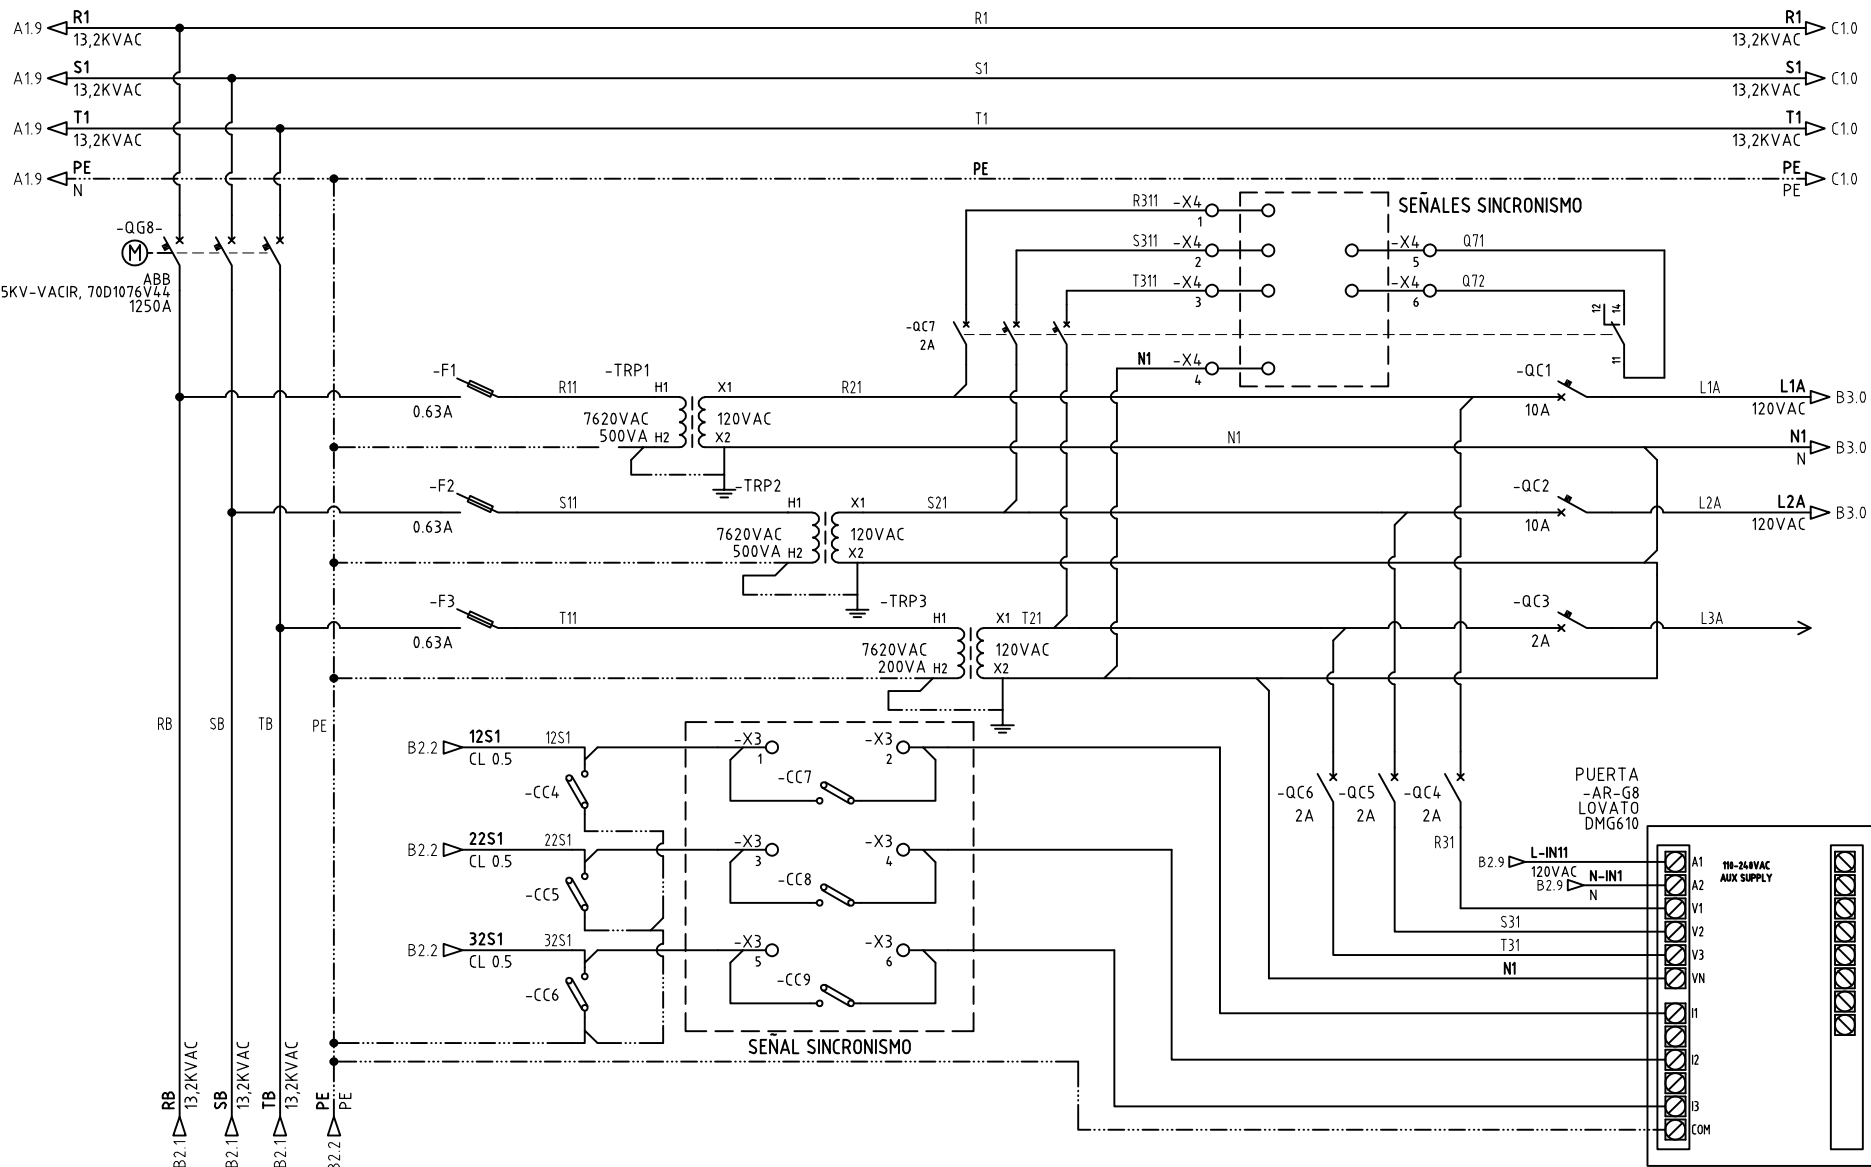 A1.9 R1 13,2KVAC R1 R1 13,2KVAC C1.0
A1.9 S1 13,2KVAC S1 S1 13,2KVAC C1.0
A1.9 T1 13,2KVAC T1 T1 13,2KVAC C1.0
A1.9 PE N PE PE PE C1.0
-QG8-
M
ABB
5KV-VACIR, 70D1076V44
1250A
SEÑALES SINCRONISMO
R311 -X4 1
S311 -X4 2
T311 -X4 3
N1 -X4 4
-X4 5 Q71
-X4 6 Q72
12 14
11
-QC7
2A
-F1
0.63A
R11
-TRP1
H1 X1
7620VAC 120VAC
500VA H2 X2
R21
-QC1
10A
L1A L1A 120VAC B3.0
N1 N1 N B3.0
-F2
0.63A
S11
-TRP2
H1 X1
7620VAC 120VAC
500VA H2 X2
S21
-QC2
10A
L2A L2A 120VAC B3.0
-F3
0.63A
T11
-TRP3
H1 X1
7620VAC 120VAC
200VA H2 X2
T21
-QC3
2A
L3A
RB SB TB PE
B2.2 12S1 CL 0.5 12S1
-CC4
-X3 1
-X3 2
-CC7
B2.2 22S1 CL 0.5 22S1
-CC5
-X3 3
-X3 4
-CC8
B2.2 32S1 CL 0.5 32S1
-CC6
-X3 5
-X3 6
-CC9
SEÑAL SINCRONISMO
-QC6 2A
-QC5 2A
-QC4 2A
R31
S31
T31
N1
PUERTA
-AR-G8
LOVATO
DMG610
B2.9 L-IN11 120VAC
B2.9 N-IN1 N
110-240VAC
AUX SUPPLY
A1
A2
V1
V2
V3
VN
I1
I2
I3
COM
RB 13,2KVAC B2.1
SB 13,2KVAC B2.1
TB 13,2KVAC B2.1
PE PE B2.2